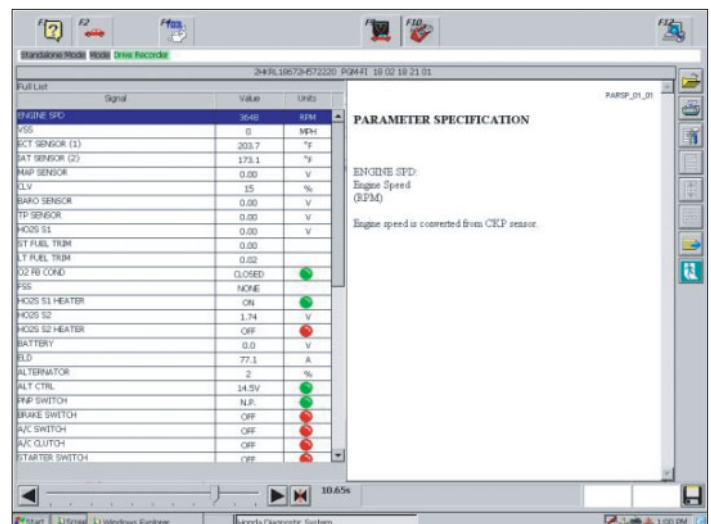 F1 F2 F4 F9 F10 F12
Standalone Mode Mode Drive Recorder
PGM-FI 18 02 18 21 01
Full List
PARSP_01_01
Signal Value Units
ENGINE SPD 3648 RPM
VSS 0 MPH
ECT SENSOR (1) 203.7 °F
IAT SENSOR (2) 173.1 °F
MAP SENSOR 0.00 V
CLV 15 %
BARO SENSOR 0.00 V
TP SENSOR 0.00 V
HO2S S1 0.00 V
ST FUEL TRIM 0.00
LT FUEL TRIM 0.02
O2 FB COND CLOSED
FSS NONE
HO2S S1 HEATER ON
HO2S S2 1.74 V
HO2S S2 HEATER OFF
BATTERY 0.0 V
ELD 77.1 A
ALTERNATOR 2 %
ALT CTRL 14.5V
PNP SWITCH N.P.
BRAKE SWITCH OFF
A/C SWITCH OFF
A/C CLUTCH OFF
STARTER SWITCH OFF
PARAMETER SPECIFICATION
ENGINE SPD:
Engine Speed
(RPM)
Engine speed is converted from CKP sensor.
10.65s
Start Windows Explorer Honda Diagnostic System 1:00 PM